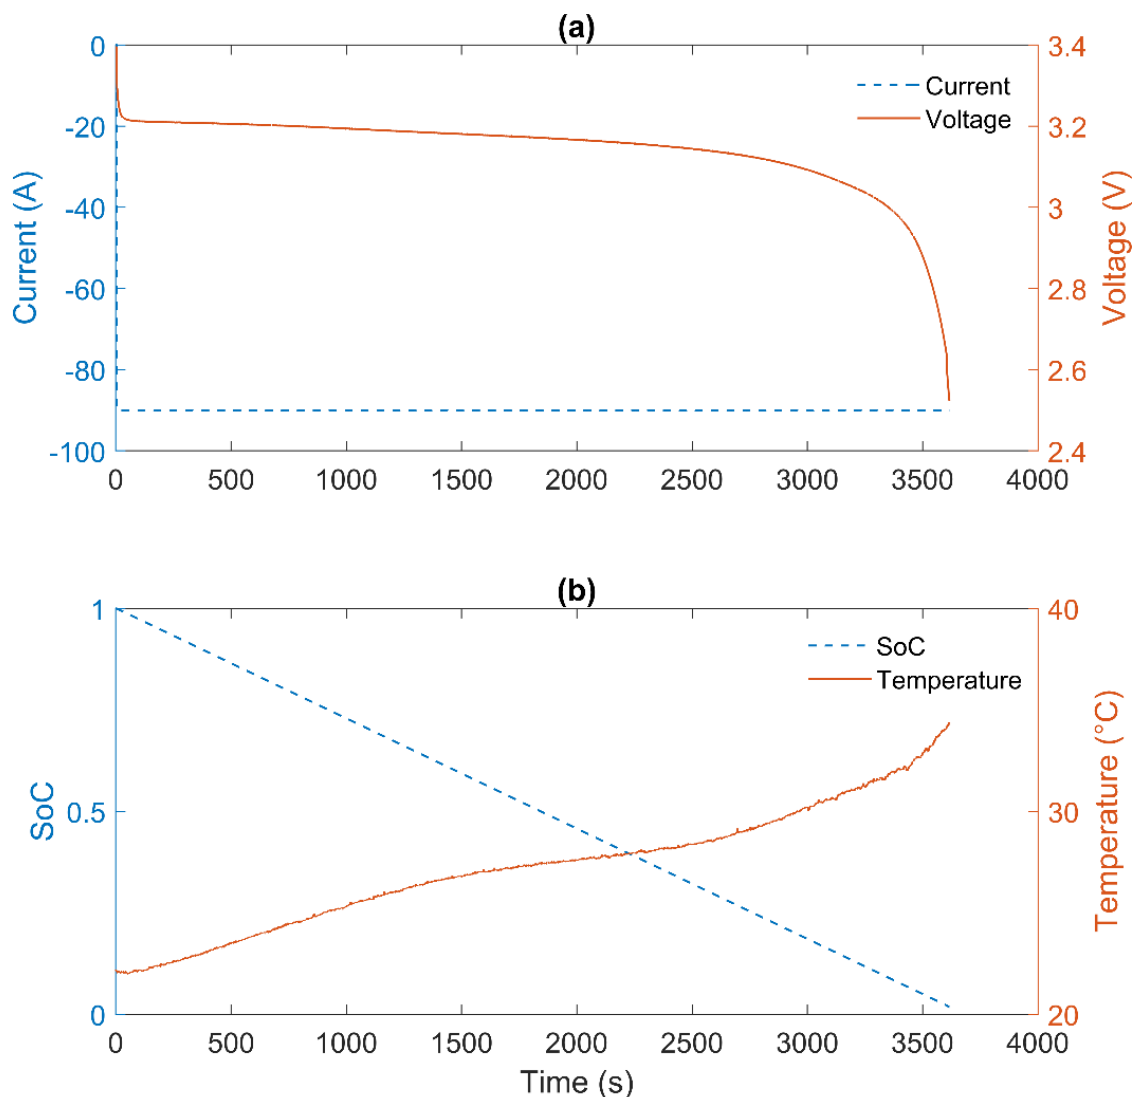 (a)
0
-20
-40
-60
-80
-100
Current (A)
3.4
3.2
3
2.8
2.6
2.4
Voltage (V)
Current
Voltage
0 500 1000 1500 2000 2500 3000 3500 4000
(b)
1
0.5
0
SoC
40
30
20
Temperature (°C)
SoC
Temperature
0 500 1000 1500 2000 2500 3000 3500 4000
Time (s)